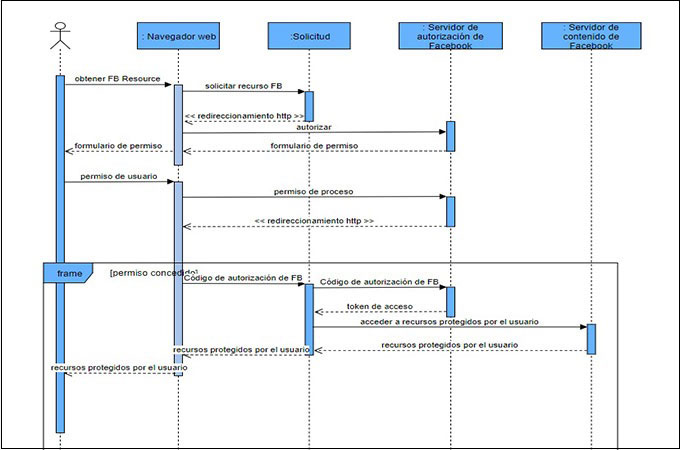 : Navegador web
:Solicitud
: Servidor de
autorización de
Facebook
: Servidor de
contenido de
Facebook
obtener FB Resource
solicitar recurso FB
<< redireccionamiento http >>
autorizar
formulario de permiso
formulario de permiso
permiso de usuario
permiso de proceso
<< redireccionamiento http >>
frame
[permiso concedido]
Código de autorización de FB
Código de autorización de FB
token de acceso
acceder a recursos protegidos por el usuario
recursos protegidos por el usuario
recursos protegidos por el usuario
recursos protegidos por el usuario